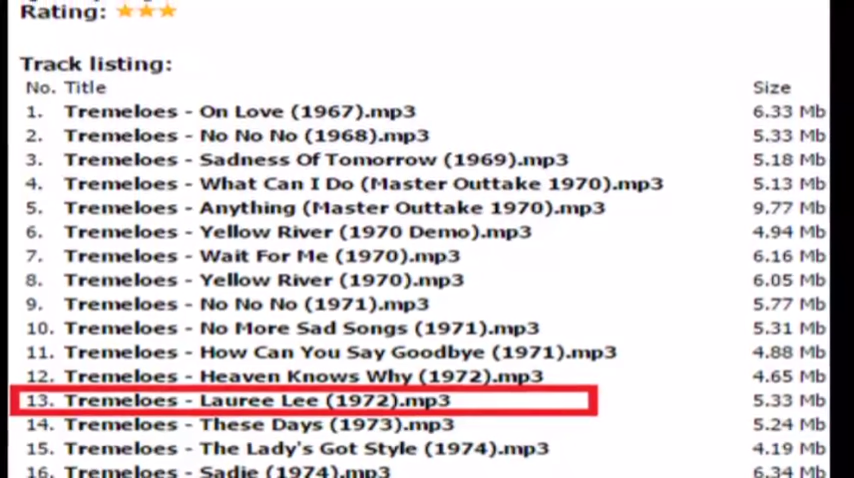 Rating:
Track listing:
No. Title Size
1. Tremeloes - On Love (1967).mp3 6.33 Mb
2. Tremeloes - No No No (1968).mp3 5.33 Mb
3. Tremeloes - Sadness Of Tomorrow (1969).mp3 5.18 Mb
4. Tremeloes - What Can I Do (Master Outtake 1970).mp3 5.13 Mb
5. Tremeloes - Anything (Master Outtake 1970).mp3 9.77 Mb
6. Tremeloes - Yellow River (1970 Demo).mp3 4.94 Mb
7. Tremeloes - Wait For Me (1970).mp3 6.16 Mb
8. Tremeloes - Yellow River (1970).mp3 6.05 Mb
9. Tremeloes - No No No (1971).mp3 5.77 Mb
10. Tremeloes - No More Sad Songs (1971).mp3 5.31 Mb
11. Tremeloes - How Can You Say Goodbye (1971).mp3 4.88 Mb
12. Tremeloes - Heaven Knows Why (1972).mp3 4.65 Mb
13. Tremeloes - Lauree Lee (1972).mp3 5.33 Mb
14. Tremeloes - These Days (1973).mp3 5.24 Mb
15. Tremeloes - The Lady's Got Style (1974).mp3 4.19 Mb
16. Tremeloes - Sadie (1974).mp3 6.34 Mb